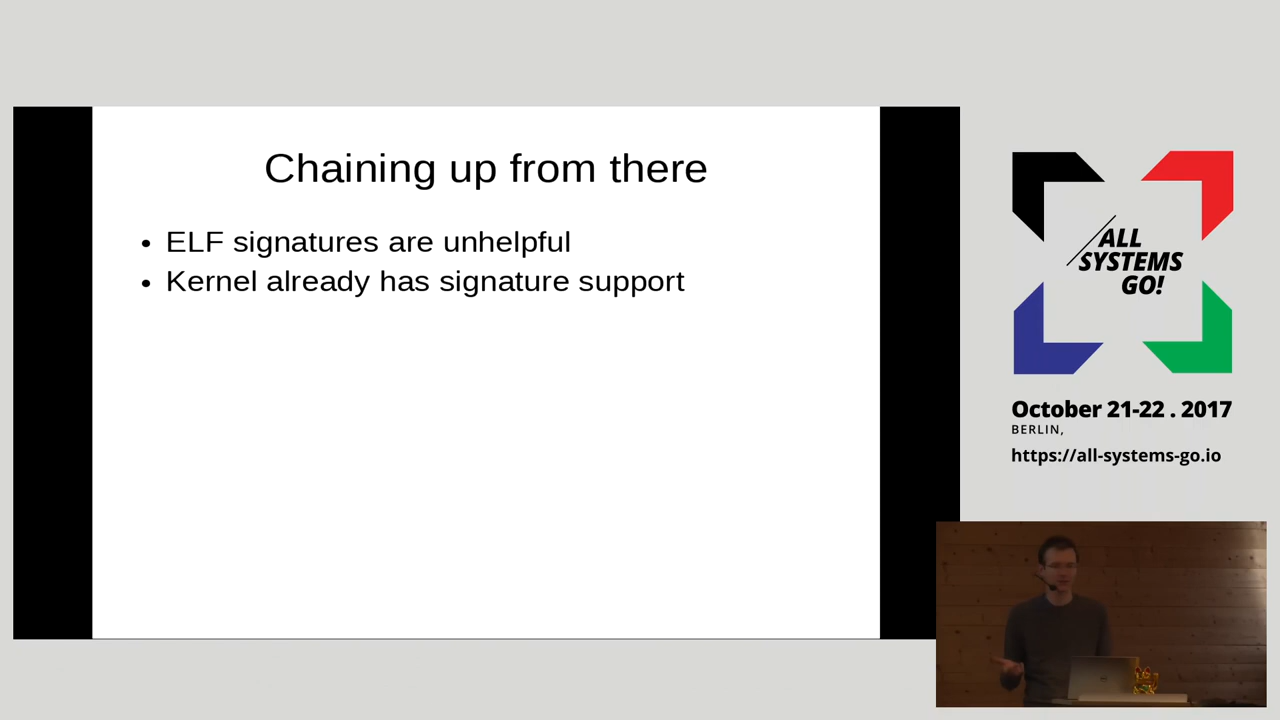 Chaining up from there
• ELF signatures are unhelpful
• Kernel already has signature support
ALL
SYSTEMS
GO!
October 21-22 . 2017
BERLIN,
https://all-systems-go.io